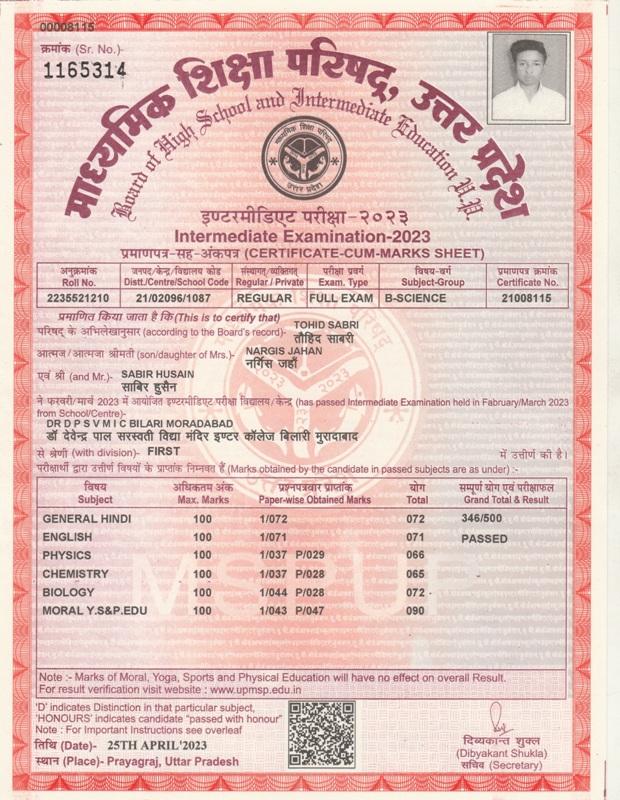 00008115
क्रमांक (Sr. No.)-
1165314
माध्यमिक शिक्षा परिषद्, उत्तर प्रदेश
Board of High School and Intermediate Education U.P.
माध्यमिक शिक्षा परिषद्
उत्तर प्रदेश
इण्टरमीडिएट परीक्षा-२०२३
Intermediate Examination-2023
प्रमाणपत्र-सह-अंकपत्र (CERTIFICATE-CUM-MARKS SHEET)
अनुक्रमांक जनपद/केन्द्र/विद्यालय कोड संस्थागत/व्यक्तिगत परीक्षा प्रवर्ग विषय-वर्ग प्रमाणपत्र क्रमांक
Roll No. Distt./Centre/School Code Regular / Private Exam. Type Subject-Group Certificate No.
2235521210 21/02096/1087 REGULAR FULL EXAM B-SCIENCE 21008115
प्रमाणित किया जाता है कि(This is to certify that)
परिषद् के अभिलेखानुसार (according to the Board's record)- TOHID SABRI
तौहिद साबरी
आत्मज/आत्मजा श्रीमती (son/daughter of Mrs.)- NARGIS JAHAN
नर्गिस जहाँ
एवं श्री (and Mr.)- SABIR HUSAIN
साबिर हुसैन
ने फरवरी/मार्च 2023 में आयोजित इण्टरमीडिएट परीक्षा विद्यालय/केन्द्र (has passed Intermediate Examination held in Fabruary/March 2023
from School/Centre)-
DR D P S V M I C BILARI MORADABAD
डॉ देवेन्द्र पाल सरस्वती विद्या मंदिर इण्टर कॉलेज बिलारी मुरादाबाद
से श्रेणी (with division)- FIRST में उत्तीर्ण की है।
परीक्षार्थी द्वारा उत्तीर्ण विषयों के प्राप्तांक निम्नवत हैं (Marks obtained by the candidate in passed subjects are as under) :-
विषय अधिकतम अंक प्रश्नपत्रवार प्राप्तांक योग सम्पूर्ण योग एवं परीक्षाफल
Subject Max. Marks Paper-wise Obtained Marks Total Grand Total & Result
GENERAL HINDI 100 1/072 072 346/500
ENGLISH 100 1/071 071 PASSED
PHYSICS 100 1/037 P/029 066
CHEMISTRY 100 1/037 P/028 065
BIOLOGY 100 1/044 P/028 072
MORAL Y.S&P.EDU 100 1/043 P/047 090
MSPUP
Note :- Marks of Moral, Yoga, Sports and Physical Education will have no effect on overall Result.
For result verification visit website : www.upmsp.edu.in
'D' indicates Distinction in that particular subject,
'HONOURS' indicates candidate "passed with honour"
Note : For Important Instructions see overleaf
तिथि (Date)- 25TH APRIL'2023
स्थान (Place)- Prayagraj, Uttar Pradesh
दिव्यकान्त शुक्ल
(Dibyakant Shukla)
सचिव (Secretary)